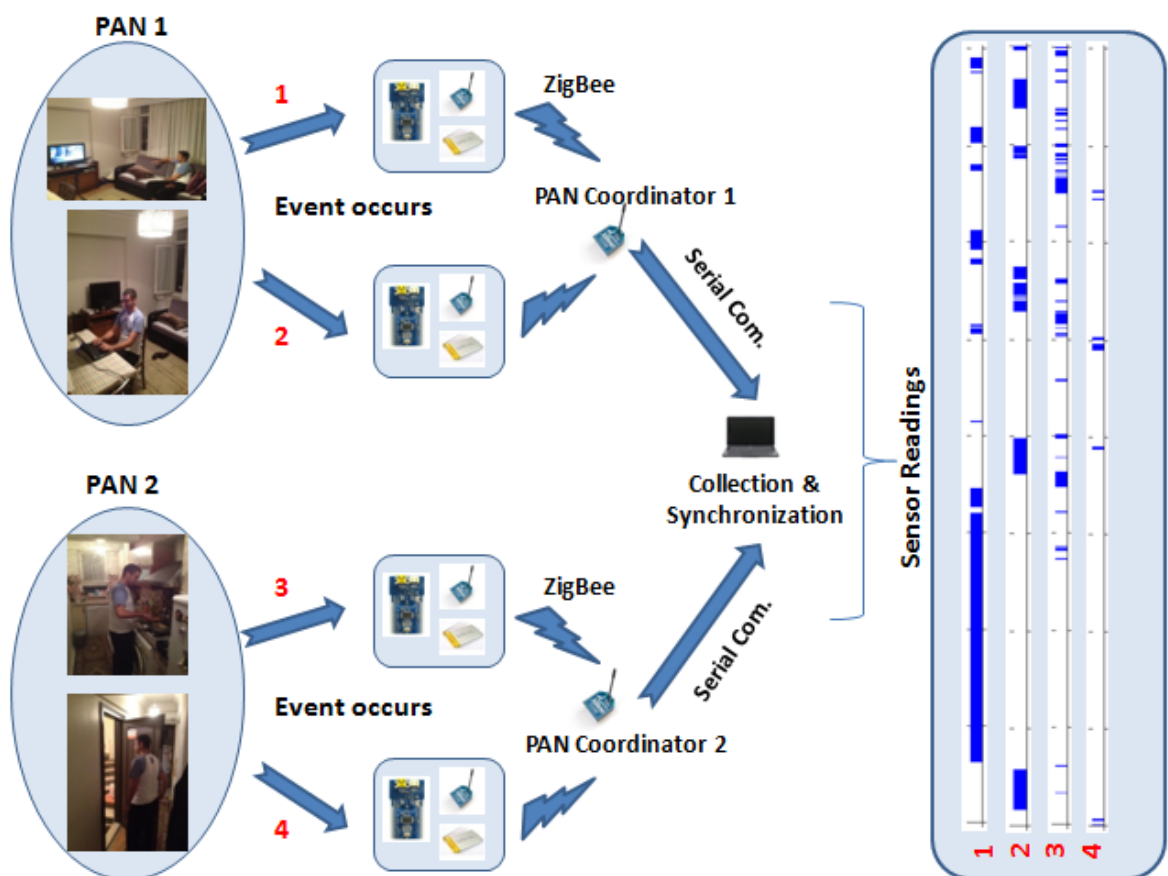 PAN 1
1
ZigBee
Event occurs
PAN Coordinator 1
2
Serial Com.
Collection &
Synchronization
Sensor Readings
PAN 2
3
ZigBee
Event occurs
Serial Com.
PAN Coordinator 2
4
1
2
3
4